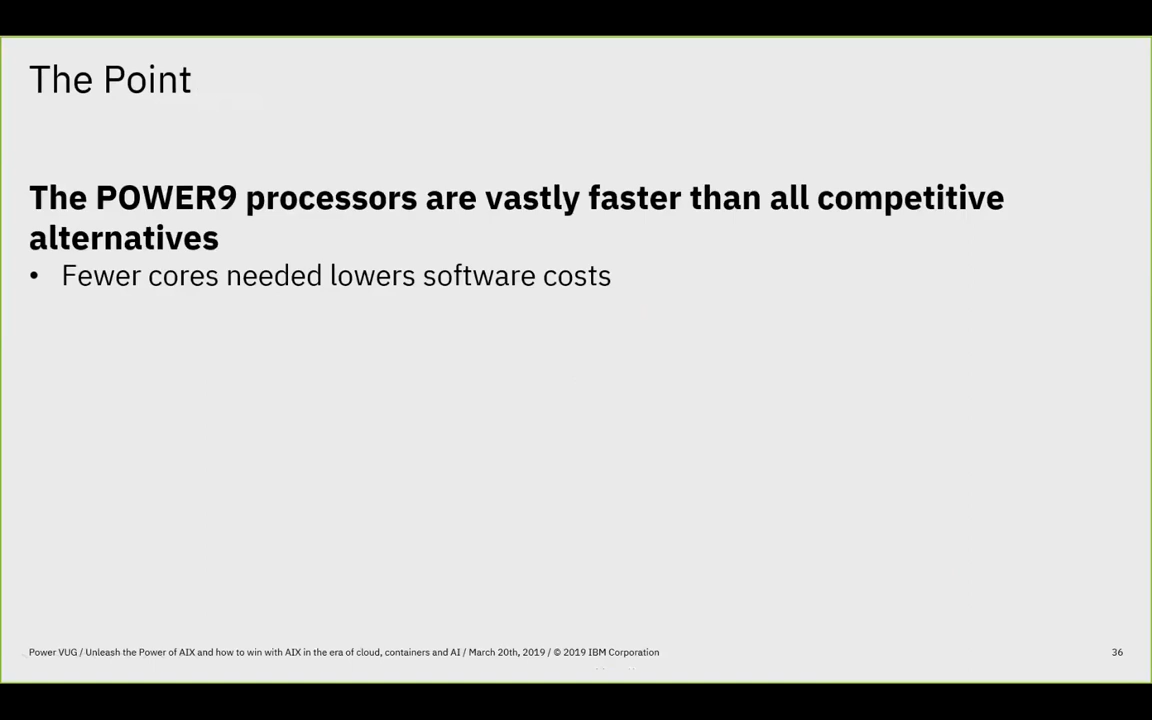 The Point
The POWER9 processors are vastly faster than all competitive
alternatives
• Fewer cores needed lowers software costs
Power VUG / Unleash the Power of AIX and how to win with AIX in the era of cloud, containers and AI / March 20th, 2019 / © 2019 IBM Corporation
36